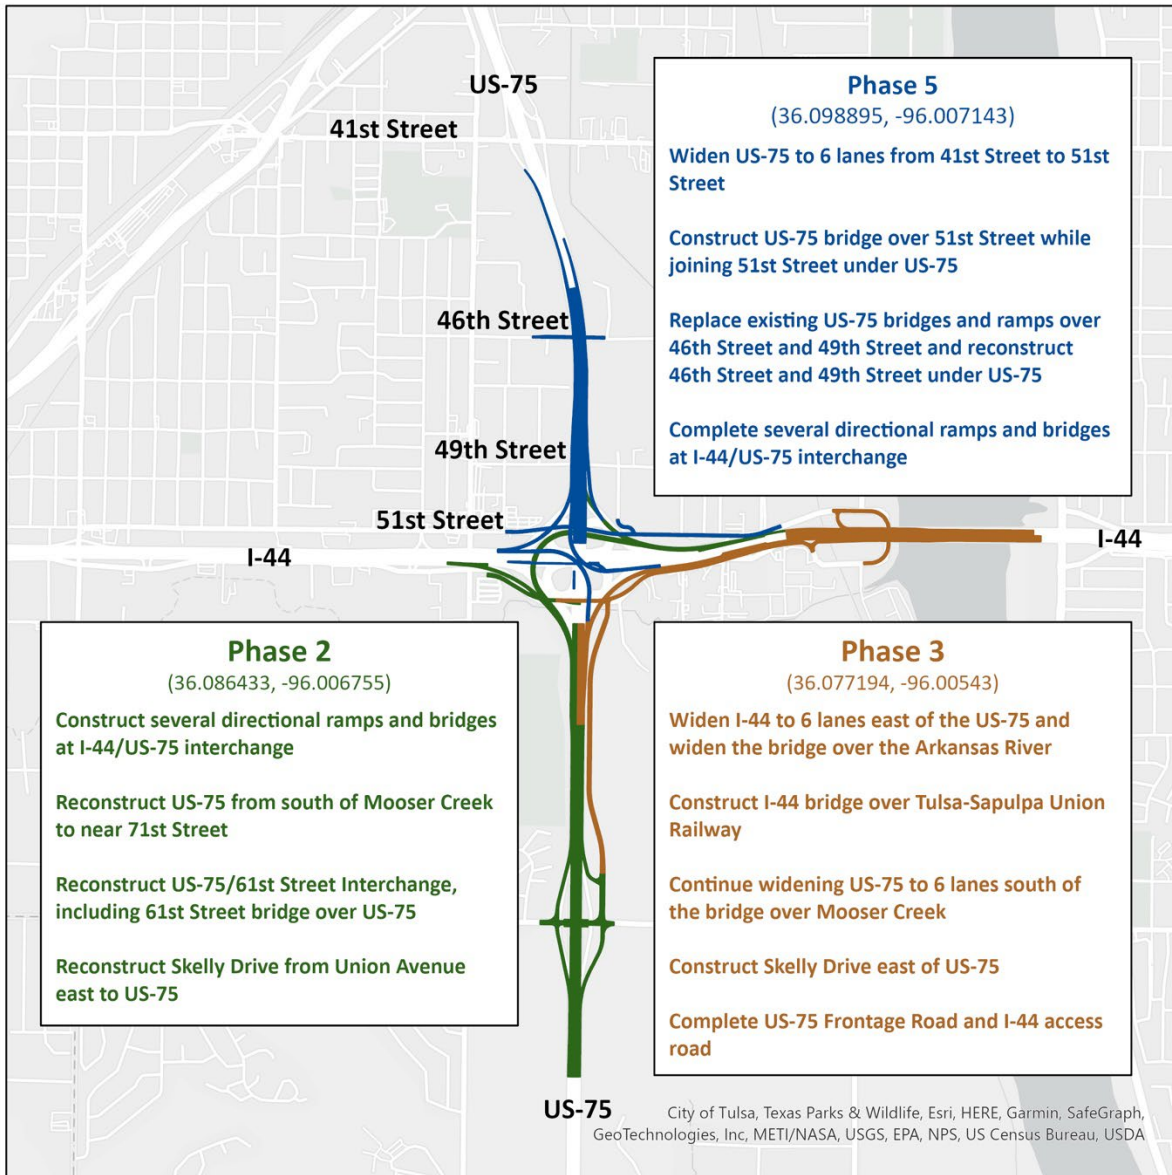 US-75
41st Street
46th Street
49th Street
51st Street
I-44
I-44
US-75
Phase 5
(36.098895, -96.007143)
Widen US-75 to 6 lanes from 41st Street to 51st
Street
Construct US-75 bridge over 51st Street while
joining 51st Street under US-75
Replace existing US-75 bridges and ramps over
46th Street and 49th Street and reconstruct
46th Street and 49th Street under US-75
Complete several directional ramps and bridges
at I-44/US-75 interchange
Phase 2
(36.086433, -96.006755)
Construct several directional ramps and bridges
at I-44/US-75 interchange
Reconstruct US-75 from south of Mooser Creek
to near 71st Street
Reconstruct US-75/61st Street Interchange,
including 61st Street bridge over US-75
Reconstruct Skelly Drive from Union Avenue
east to US-75
Phase 3
(36.077194, -96.00543)
Widen I-44 to 6 lanes east of the US-75 and
widen the bridge over the Arkansas River
Construct I-44 bridge over Tulsa-Sapulpa Union
Railway
Continue widening US-75 to 6 lanes south of
the bridge over Mooser Creek
Construct Skelly Drive east of US-75
Complete US-75 Frontage Road and I-44 access
road
City of Tulsa, Texas Parks & Wildlife, Esri, HERE, Garmin, SafeGraph,
GeoTechnologies, Inc, METI/NASA, USGS, EPA, NPS, US Census Bureau, USDA